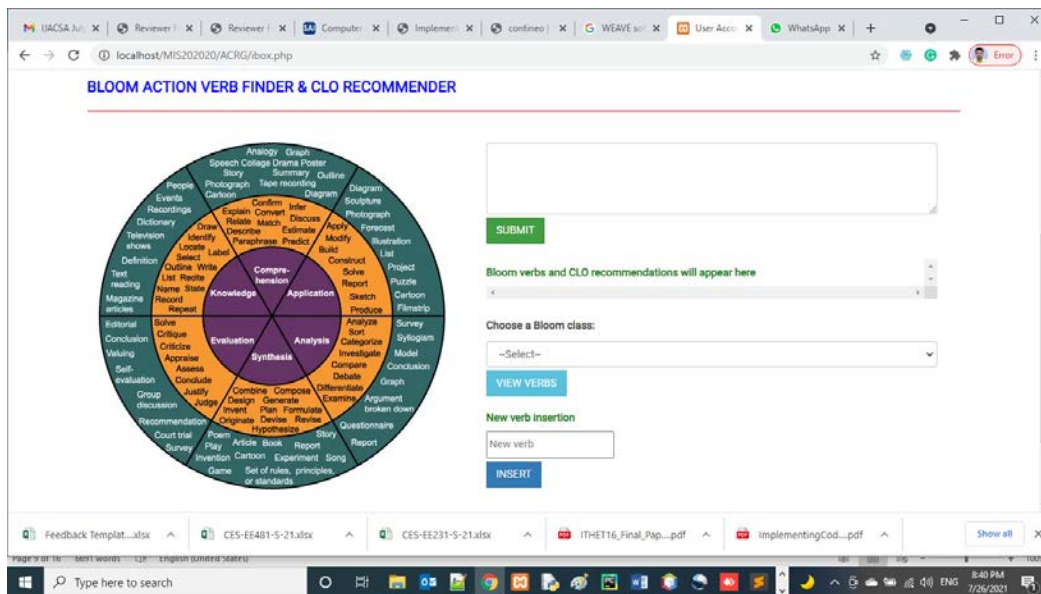 IJACSA Jul
Reviewer F
Reviewer F
Computer
Implement
contineo |
WEAVE sof
User Acco
WhatsApp
localhost/MIS202020/ACRG/ibox.php
Error
BLOOM ACTION VERB FINDER & CLO RECOMMENDER
Analogy Graph
Speech Collage Drama Poster
Story Summary Outline
Photograph Tape recording
Cartoon Diagram
People
Events
Recordings
Dictionary
Television
shows
Definition
Text
reading
Magazine
articles
Diagram
Sculpture
Photograph
Forecast
Illustration
List
Project
Puzzle
Cartoon
Filmstrip
Confirm
Explain Convert Infer
Relate Match Discuss
Describe Estimate
Paraphrase Predict
Draw
Identify
Locate
Select Label
Outline Write
List Recite
Name State
Record
Repeat
Apply
Modify
Build
Construct
Solve
Report
Sketch
Produce
Compre-
hension
Knowledge
Application
Evaluation
Analysis
Synthesis
Solve
Critique
Criticize
Appraise
Assess
Conclude
Justify
Judge
Analyze
Sort
Categorize
Investigate
Compare
Debate
Differentiate
Examine
Combine Compose
Design Generate
Invent Plan Formulate
Originate Devise Revise
Hypothesize
Editorial
Conclusion
Valuing
Self-
evaluation
Group
discussion
Recommendation
Court trial
Survey
Survey
Syllogism
Model
Conclusion
Graph
Argument
broken down
Questionnaire
Report
Poem Story
Play Article Book Report
Invention Cartoon Experiment Song
Game Set of rules, principles,
or standards
SUBMIT
Bloom verbs and CLO recommendations will appear here
Choose a Bloom class:
--Select--
VIEW VERBS
New verb insertion
New verb
INSERT
Feedback Templat...xlsx
CES-EE481-S-21.xlsx
CES-EE231-S-21.xlsx
ITHET16_Final_Pap....pdf
ImplementingCod....pdf
Show all
Page 9 of 16 6691 words English (United States)
Type here to search
ENG
8:40 PM
7/26/2021